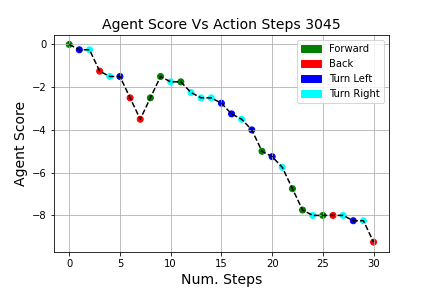 Agent Score Vs Action Steps 3045
Forward
Back
Turn Left
Turn Right
Agent Score
0
−2
−4
−6
−8
0 5 10 15 20 25 30
Num. Steps